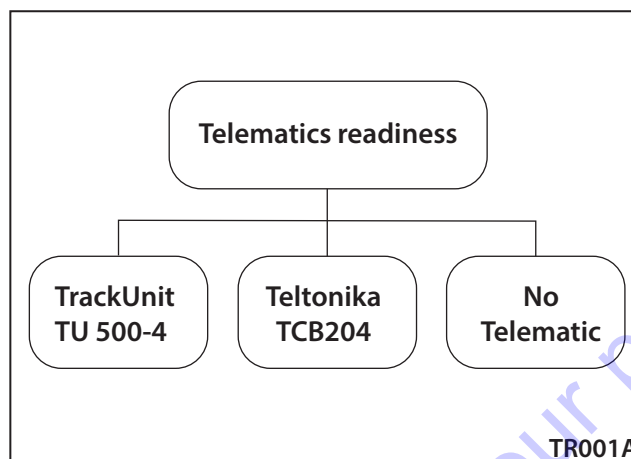 Telematics readiness
TrackUnit
TU 500-4
Teltonika
TCB204
No
Telematic
TR001A